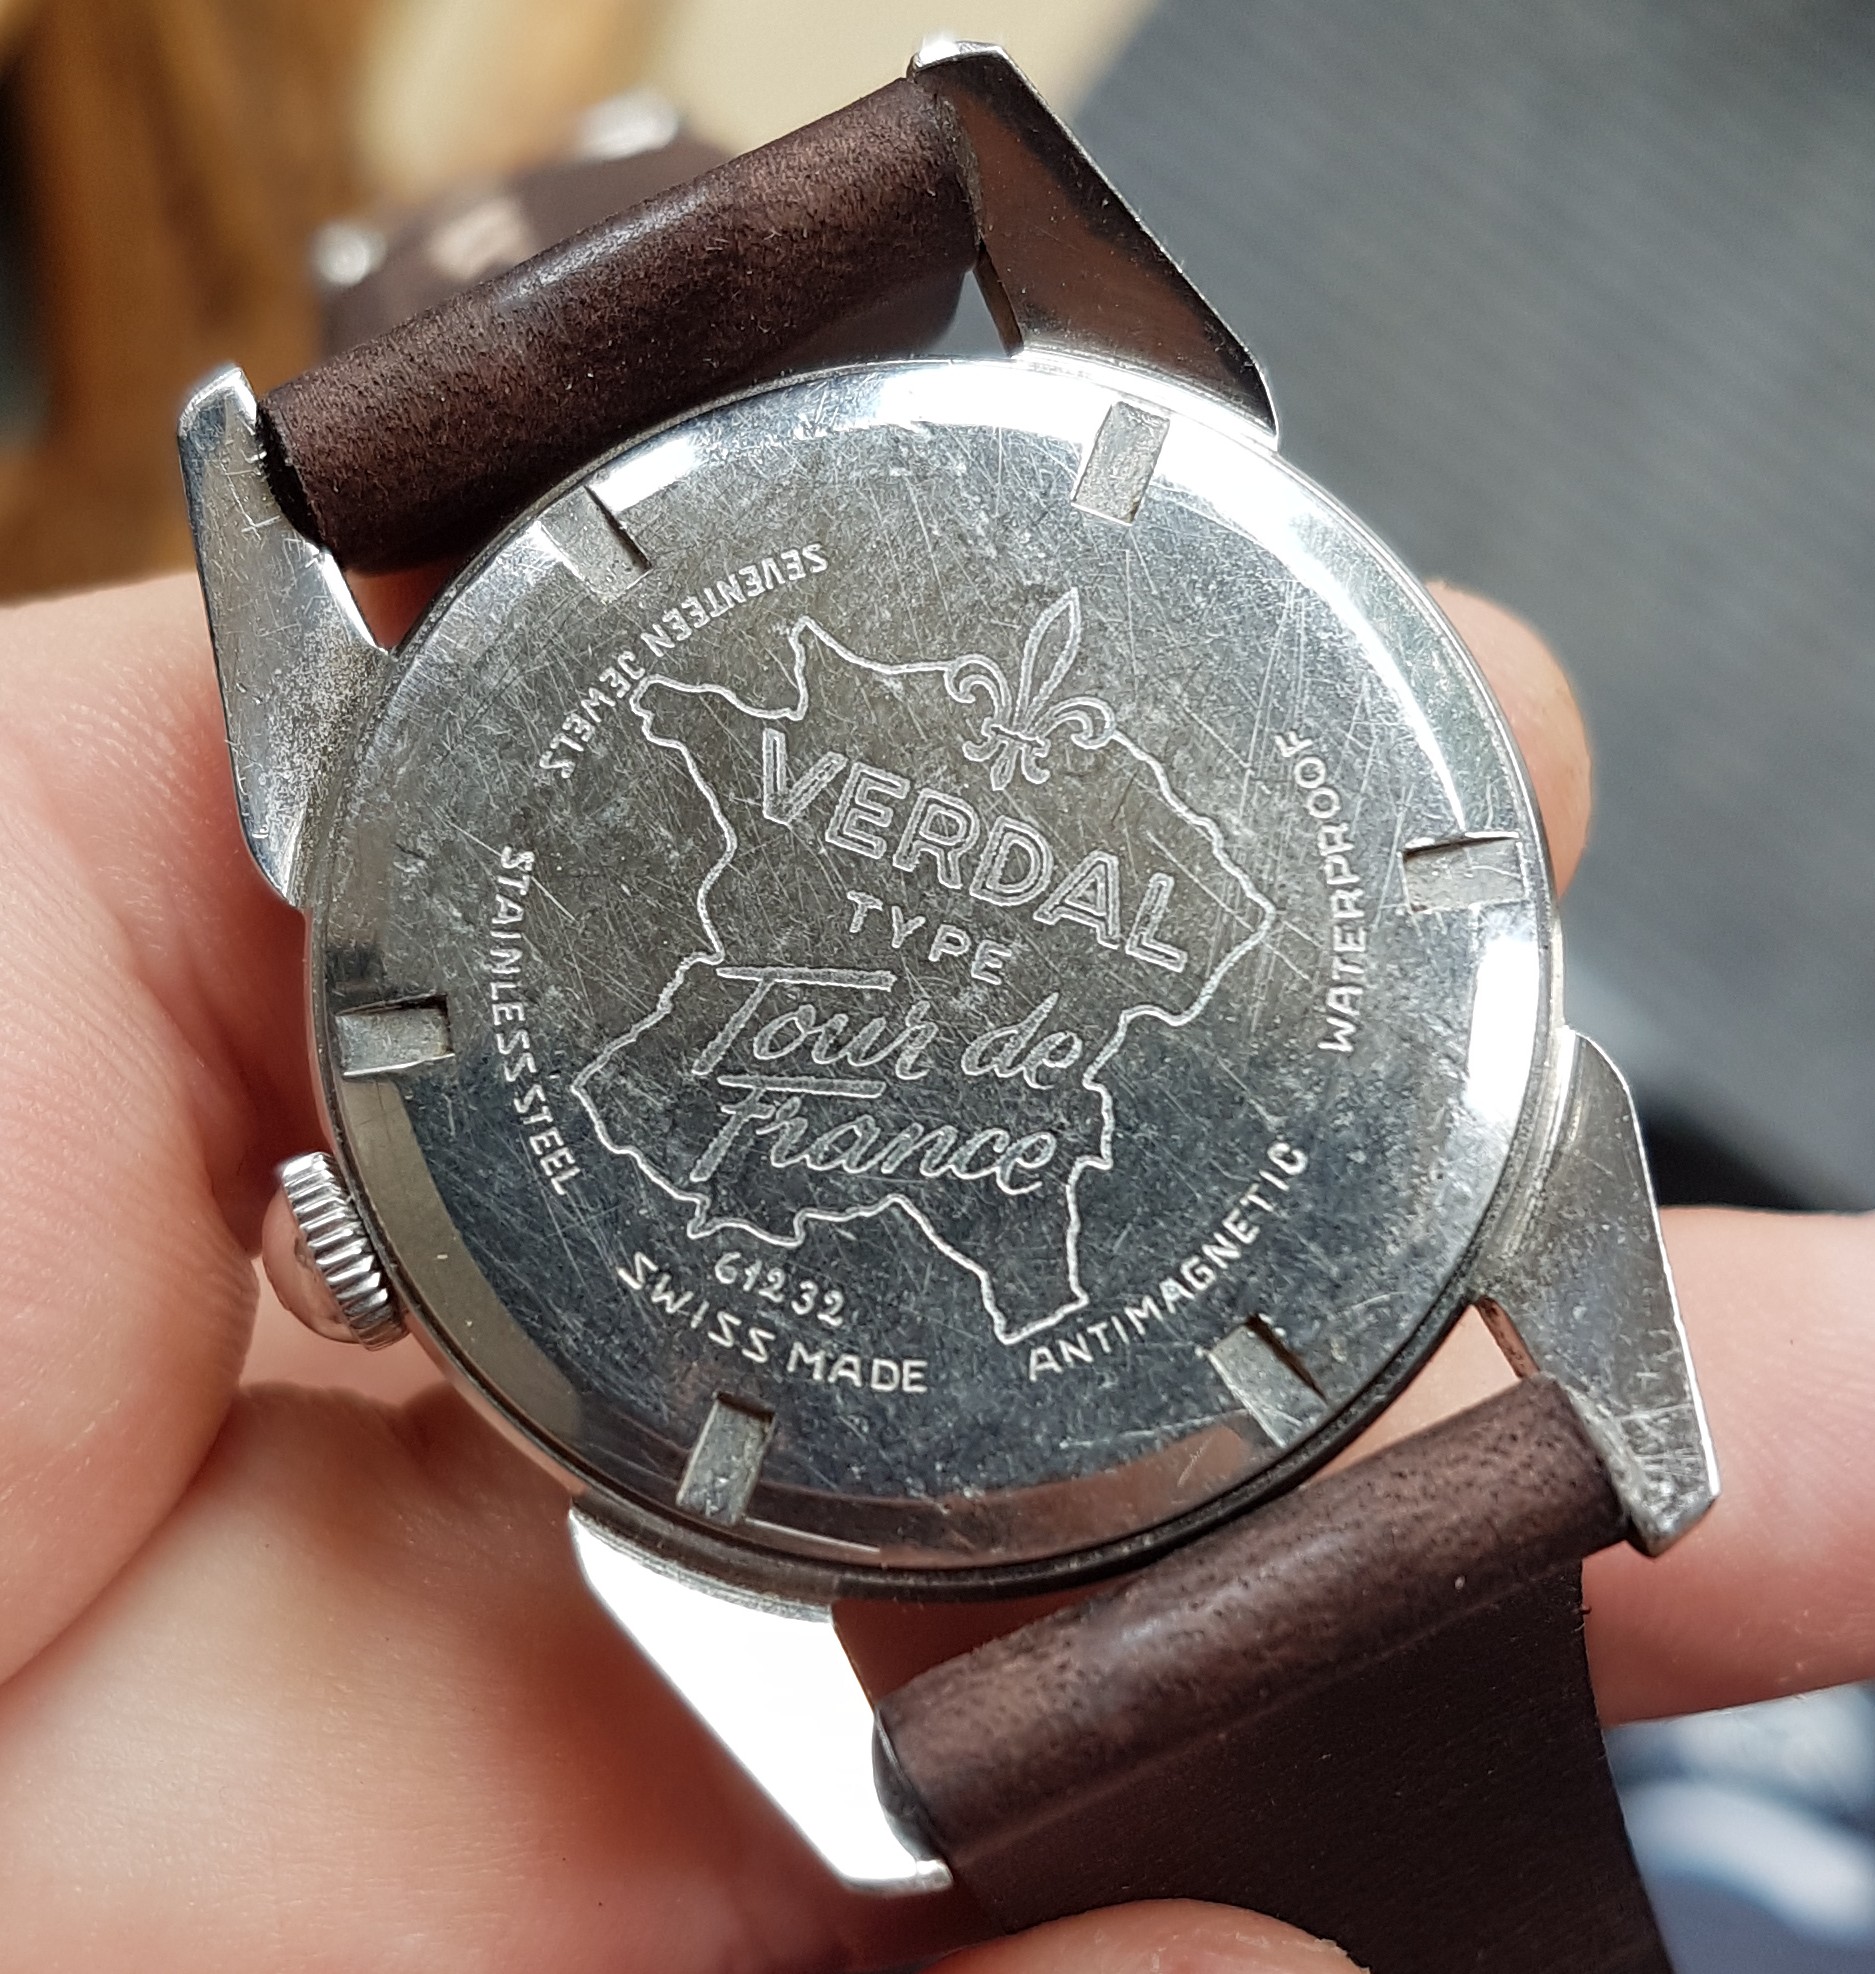 VERDAL
TYPE
Tour de
France
61232
SWISS MADE
STAINLESS STEEL
SEVENTEEN JEWELS
WATERPROOF
ANTIMAGNETIC